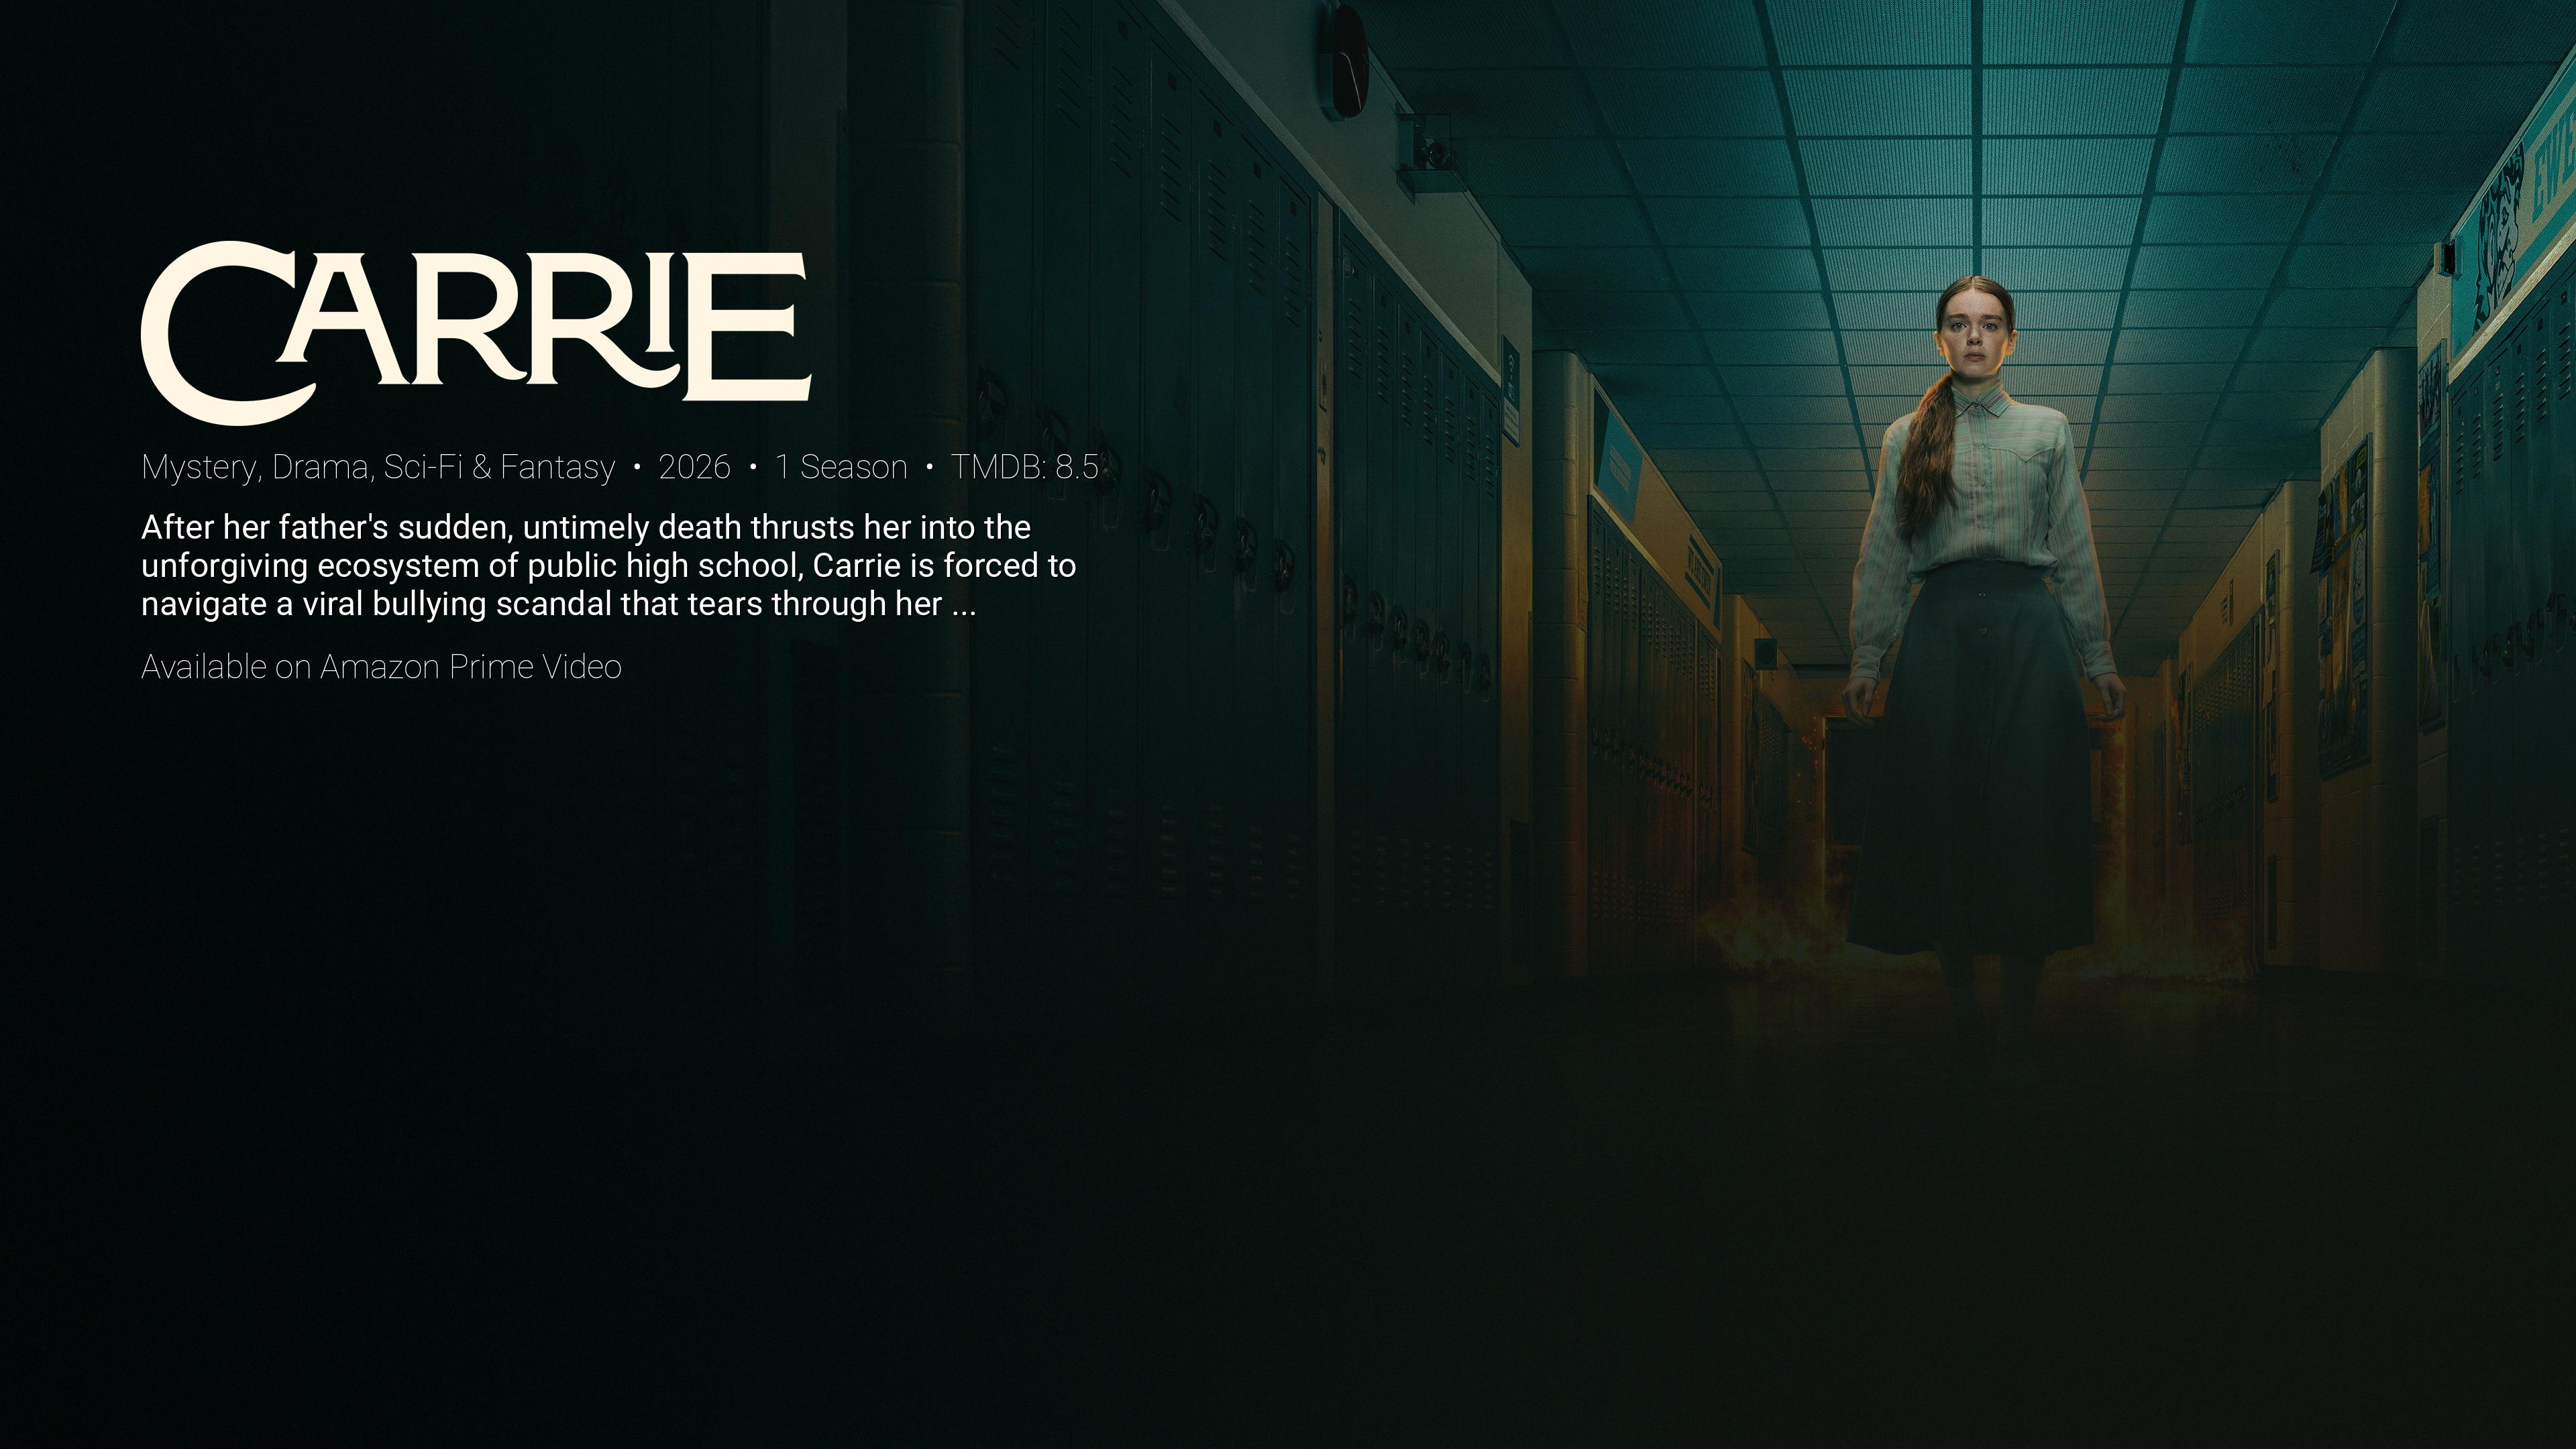 CARRIE
Mystery, Drama, Sci-Fi & Fantasy • 2026 • 1 Season • TMDB: 8.5
After her father's sudden, untimely death thrusts her into the
unforgiving ecosystem of public high school, Carrie is forced to
navigate a viral bullying scandal that tears through her ...
Available on Amazon Prime Video